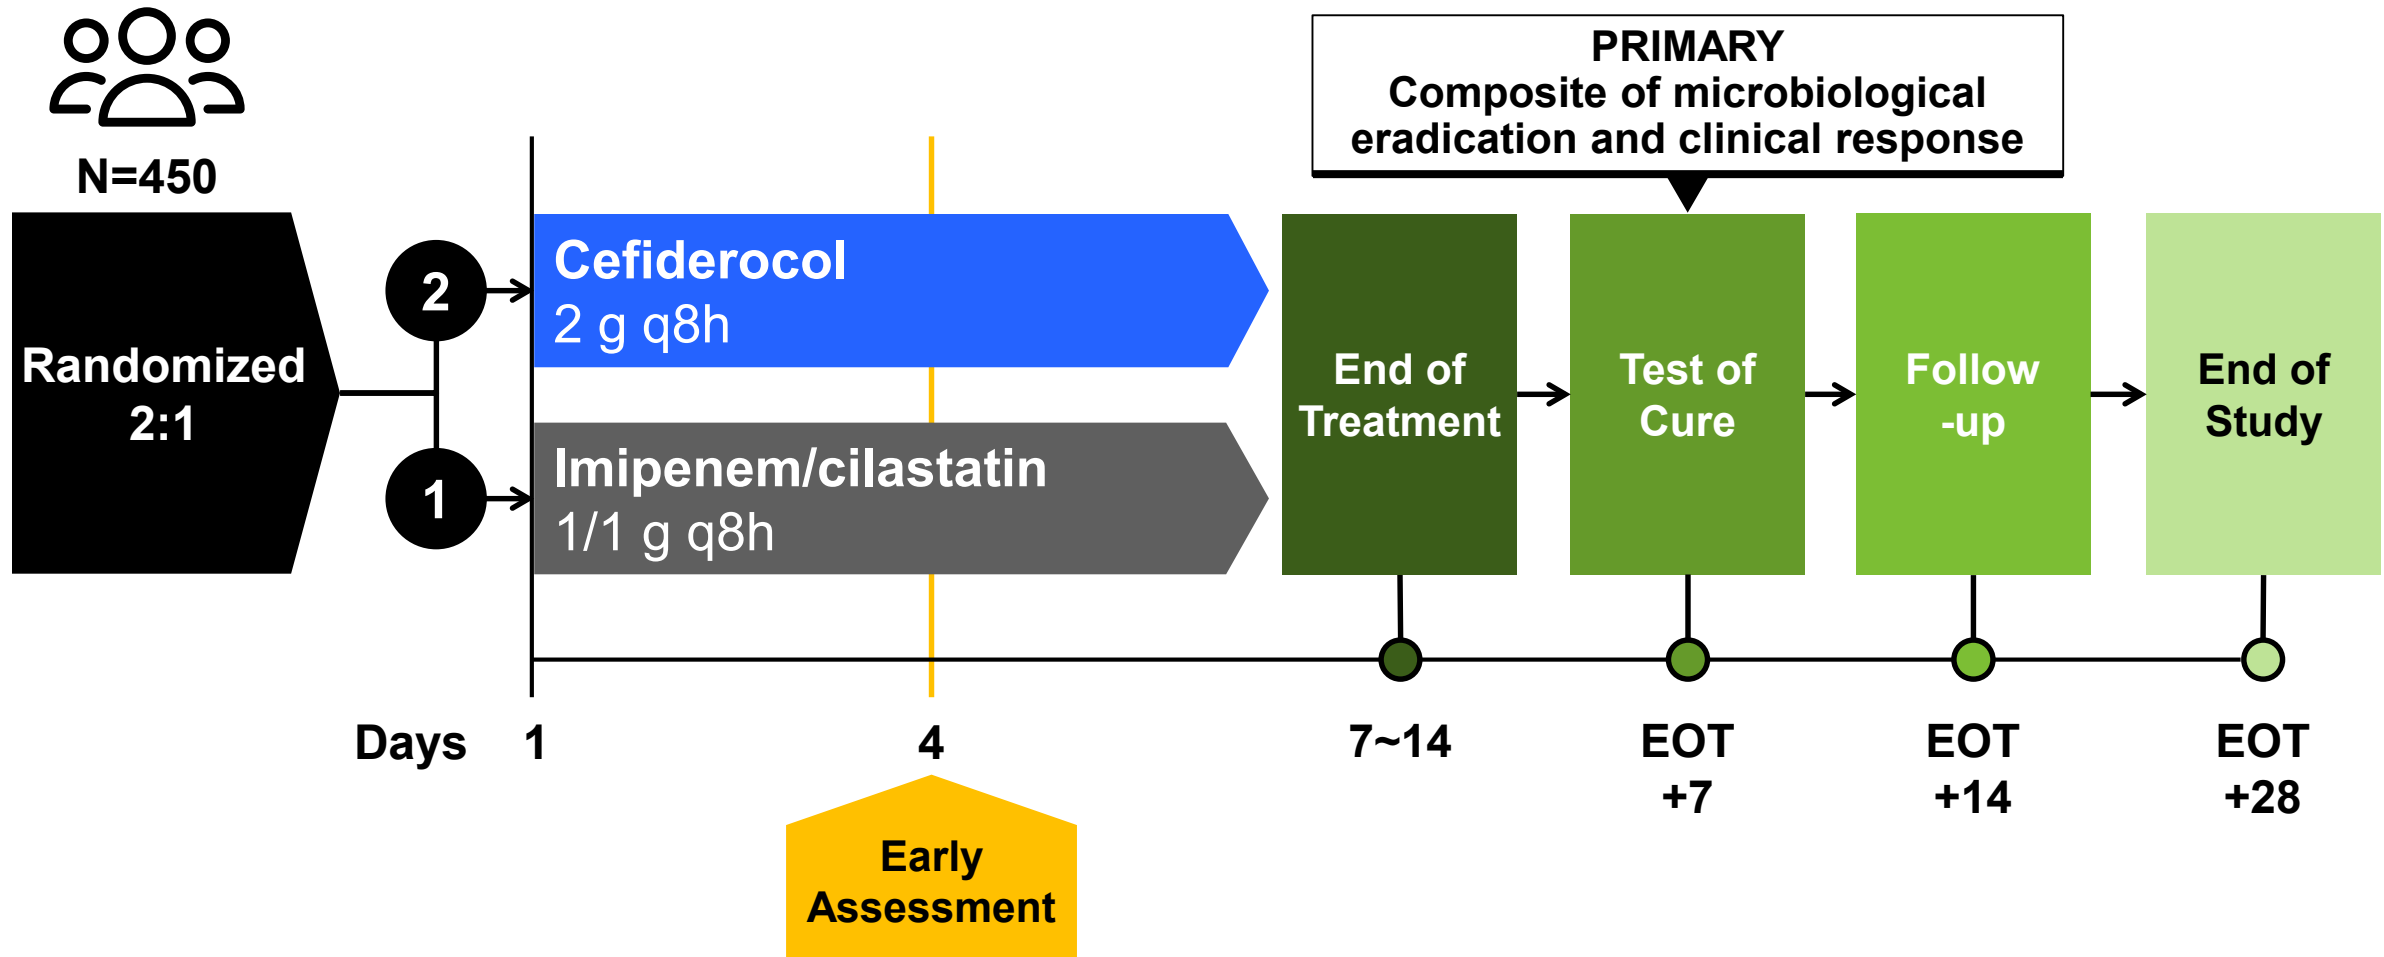 N=450
Randomized
2:1
2
1
Cefiderocol
2 g q8h
Imipenem/cilastatin
1/1 g q8h
PRIMARY
Composite of microbiological
eradication and clinical response
End of
Treatment
Test of
Cure
Follow
-up
End of
Study
Days 1 4 7~14 EOT EOT EOT
+7 +14 +28
Early
Assessment